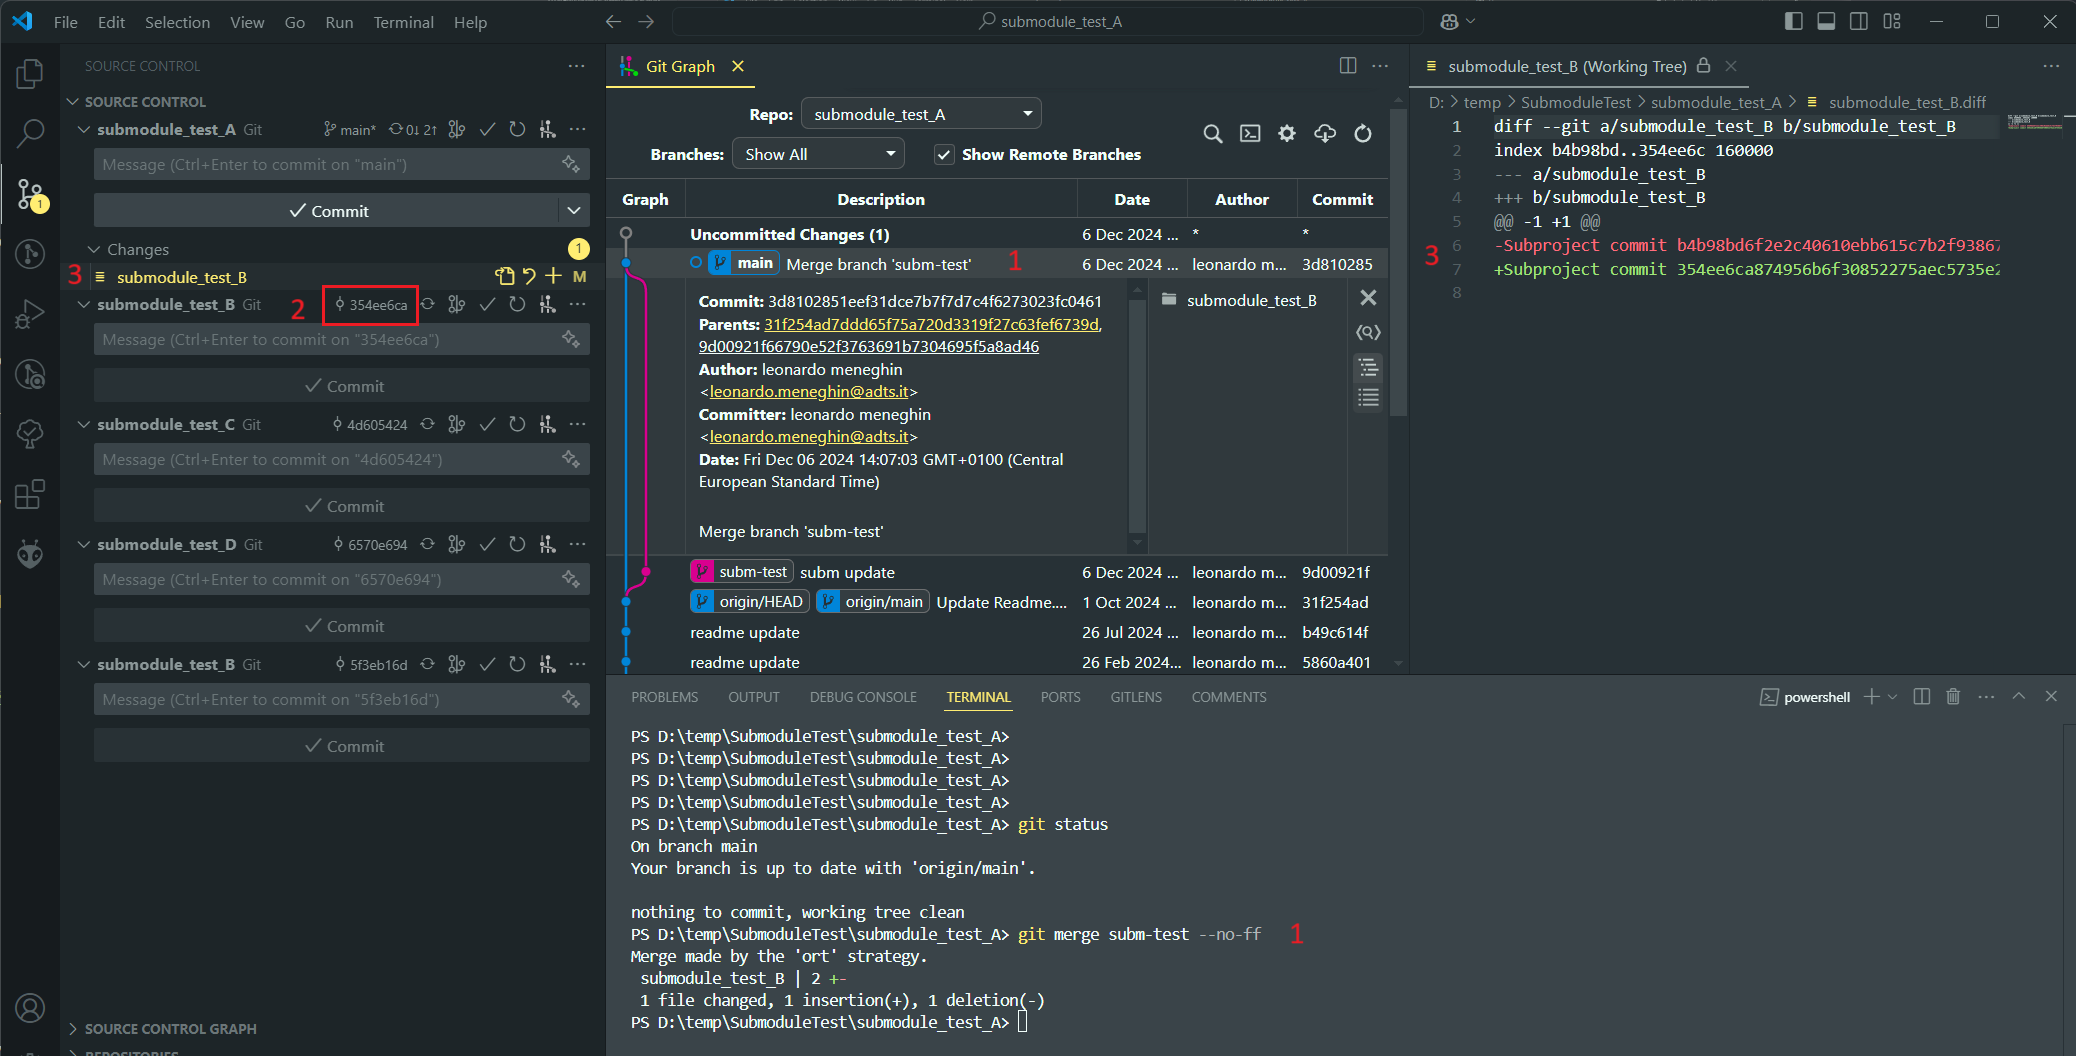 File Edit Selection View Go Run Terminal Help
submodule_test_A
SOURCE CONTROL
SOURCE CONTROL
submodule_test_A Git main* 0↓ 2↑
Message (Ctrl+Enter to commit on "main")
Commit
Changes 1
3 submodule_test_B M
submodule_test_B Git 2 354ee6ca
Message (Ctrl+Enter to commit on "354ee6ca")
Commit
submodule_test_C Git 4d605424
Message (Ctrl+Enter to commit on "4d605424")
Commit
submodule_test_D Git 6570e694
Message (Ctrl+Enter to commit on "6570e694")
Commit
submodule_test_B Git 5f3eb16d
Message (Ctrl+Enter to commit on "5f3eb16d")
Commit
SOURCE CONTROL GRAPH
REPOSITORIES
1
Git Graph
Repo: submodule_test_A
Branches: Show All Show Remote Branches
Graph Description Date Author Commit
Uncommitted Changes (1) 6 Dec 2024 ... * *
main Merge branch 'subm-test' 1 6 Dec 2024 ... leonardo m... 3d810285
Commit: 3d8102851eef31dce7b7f7d7c4f6273023fc0461
Parents: 31f254ad7ddd65f75a720d3319f27c63fef6739d,
9d00921f66790e52f3763691b7304695f5a8ad46
Author: leonardo meneghin
<leonardo.meneghin@adts.it>
Committer: leonardo meneghin
<leonardo.meneghin@adts.it>
Date: Fri Dec 06 2024 14:07:03 GMT+0100 (Central
European Standard Time)
Merge branch 'subm-test'
submodule_test_B
subm-test subm update 6 Dec 2024 ... leonardo m... 9d00921f
origin/HEAD origin/main Update Readme.... 1 Oct 2024 ... leonardo m... 31f254ad
readme update 26 Jul 2024 ... leonardo m... b49c614f
readme update 26 Feb 2024... leonardo m... 5860a401
submodule_test_B (Working Tree)
D: > temp > SubmoduleTest > submodule_test_A > submodule_test_B.diff
1 diff --git a/submodule_test_B b/submodule_test_B
2 index b4b98bd..354ee6c 160000
3 --- a/submodule_test_B
4 +++ b/submodule_test_B
5 @@ -1 +1 @@
6 -Subproject commit b4b98bd6f2e2c40610ebb615c7b2f93867
3
7 +Subproject commit 354ee6ca874956b6f30852275aec5735e2
8
PROBLEMS OUTPUT DEBUG CONSOLE TERMINAL PORTS GITLENS COMMENTS
powershell
PS D:\temp\SubmoduleTest\submodule_test_A>
PS D:\temp\SubmoduleTest\submodule_test_A>
PS D:\temp\SubmoduleTest\submodule_test_A>
PS D:\temp\SubmoduleTest\submodule_test_A>
PS D:\temp\SubmoduleTest\submodule_test_A> git status
On branch main
Your branch is up to date with 'origin/main'.
nothing to commit, working tree clean
PS D:\temp\SubmoduleTest\submodule_test_A> git merge subm-test --no-ff 1
Merge made by the 'ort' strategy.
submodule_test_B | 2 +-
1 file changed, 1 insertion(+), 1 deletion(-)
PS D:\temp\SubmoduleTest\submodule_test_A>